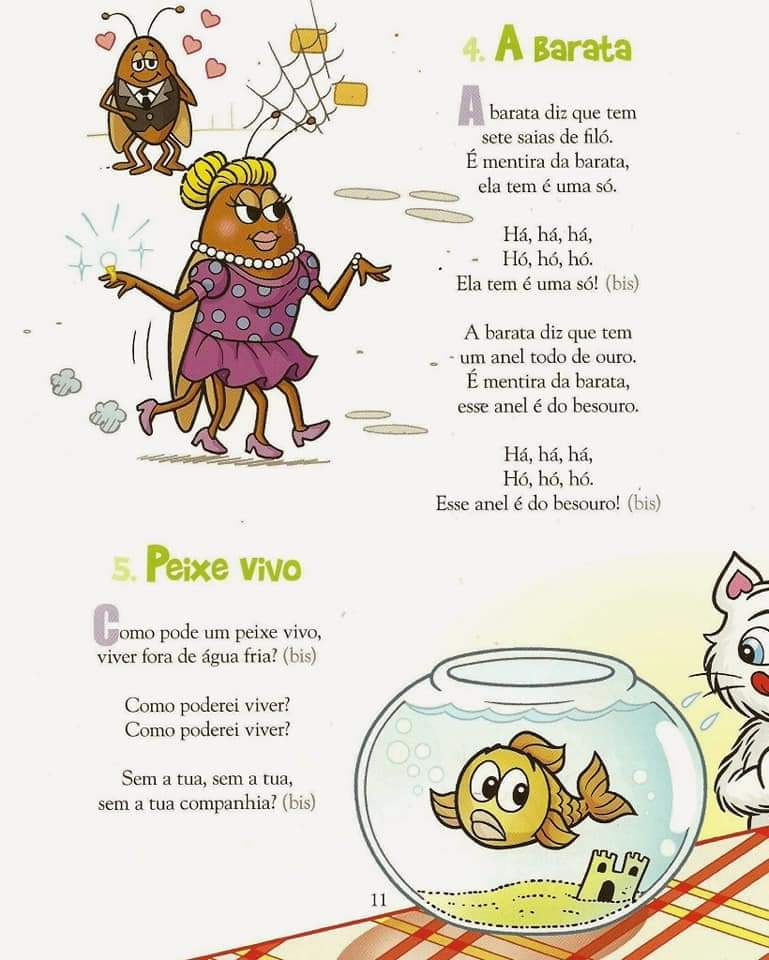 4. A Barata
A barata diz que tem
sete saias de filó.
É mentira da barata,
ela tem é uma só.
Há, há, há,
Hó, hó, hó.
Ela tem é uma só! (bis)
A barata diz que tem
um anel todo de ouro.
É mentira da barata,
esse anel é do besouro.
Há, há, há,
Hó, hó, hó.
Esse anel é do besouro! (bis)
5. Peixe vivo
Como pode um peixe vivo,
viver fora de água fria? (bis)
Como poderei viver?
Como poderei viver?
Sem a tua, sem a tua,
sem a tua companhia? (bis)
11